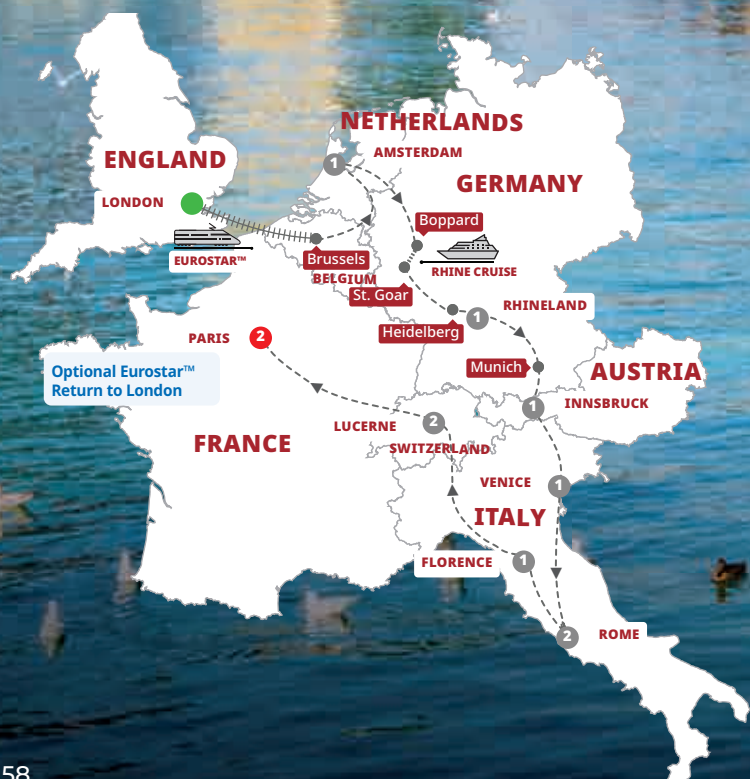 NETHERLANDS
ENGLAND
1
AMSTERDAM
GERMANY
LONDON
Boppard
EUROSTAR™
Brussels
BELGIUM
RHINE CRUISE
St. Goar
RHINELAND
1
Heidelberg
PARIS
2
Munich
AUSTRIA
Optional Eurostar™
Return to London
1
INNSBRUCK
LUCERNE
2
FRANCE
SWITZERLAND
VENICE
1
ITALY
FLORENCE
1
2
ROME
58